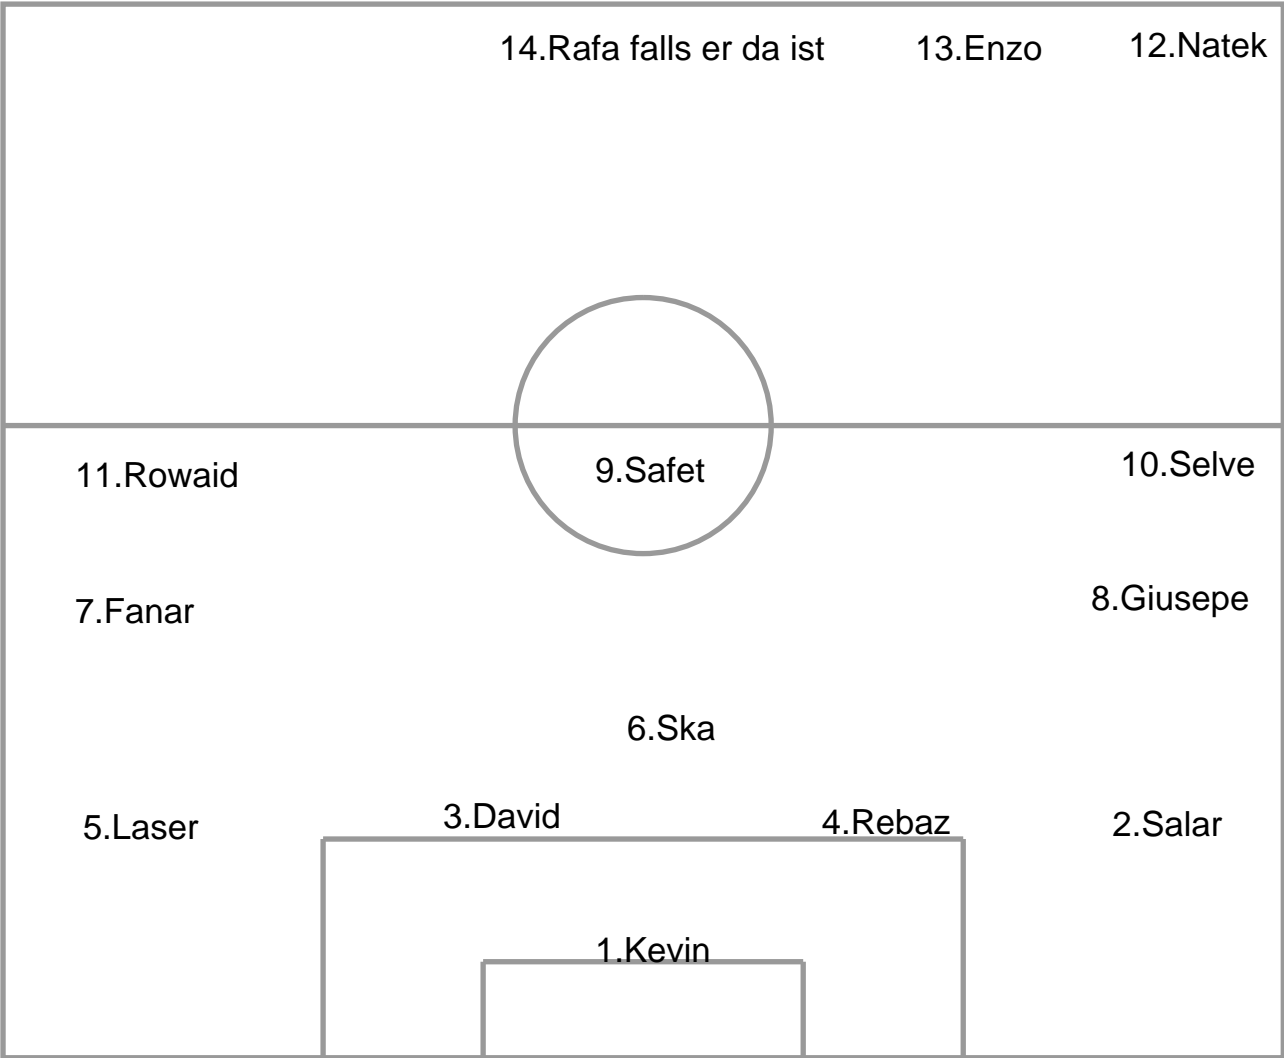 14.Rafa falls er da ist
13.Enzo
12.Natek
11.Rowaid
9.Safet
10.Selve
7.Fanar
8.Giusepe
6.Ska
5.Laser
3.David
4.Rebaz
2.Salar
1.Kevin